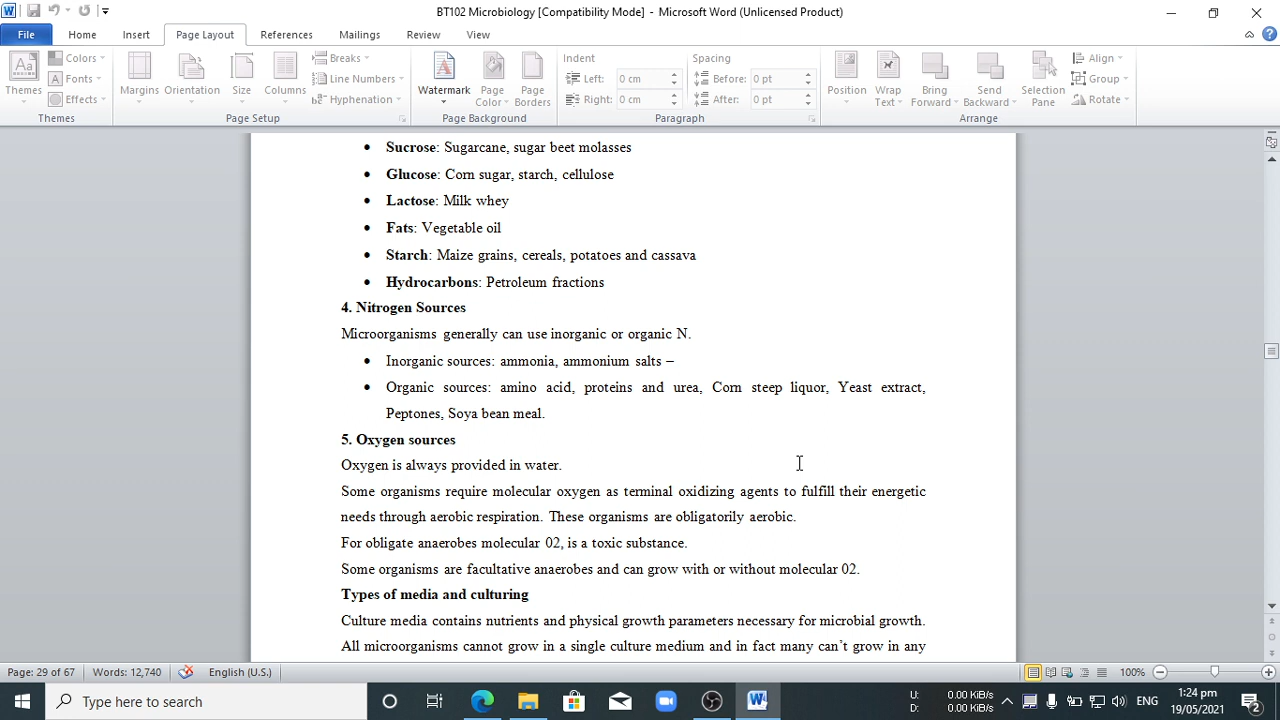 BT102 Microbiology [Compatibility Mode] - Microsoft Word (Unlicensed Product)
File Home Insert Page Layout References Mailings Review View
Themes Colors Fonts Effects
Margins Orientation Size Columns Breaks Line Numbers Hyphenation
Watermark Page Color Page Borders
Indent Left: 0 cm Right: 0 cm
Spacing Before: 0 pt After: 0 pt
Position Wrap Text Bring Forward Send Backward Selection Pane Align Group Rotate
Themes Page Setup Page Background Paragraph Arrange
• Sucrose: Sugarcane, sugar beet molasses
• Glucose: Corn sugar, starch, cellulose
• Lactose: Milk whey
• Fats: Vegetable oil
• Starch: Maize grains, cereals, potatoes and cassava
• Hydrocarbons: Petroleum fractions
4. Nitrogen Sources
Microorganisms generally can use inorganic or organic N.
• Inorganic sources: ammonia, ammonium salts –
• Organic sources: amino acid, proteins and urea, Corn steep liquor, Yeast extract,
Peptones, Soya bean meal.
5. Oxygen sources
Oxygen is always provided in water.
Some organisms require molecular oxygen as terminal oxidizing agents to fulfill their energetic
needs through aerobic respiration. These organisms are obligatorily aerobic.
For obligate anaerobes molecular 02, is a toxic substance.
Some organisms are facultative anaerobes and can grow with or without molecular 02.
Types of media and culturing
Culture media contains nutrients and physical growth parameters necessary for microbial growth.
All microorganisms cannot grow in a single culture medium and in fact many can't grow in any
Page: 29 of 67 Words: 12,740 English (U.S.) 100%
Type here to search
U: 0.00 KiB/s
D: 0.00 KiB/s
ENG
1:24 pm
19/05/2021
2